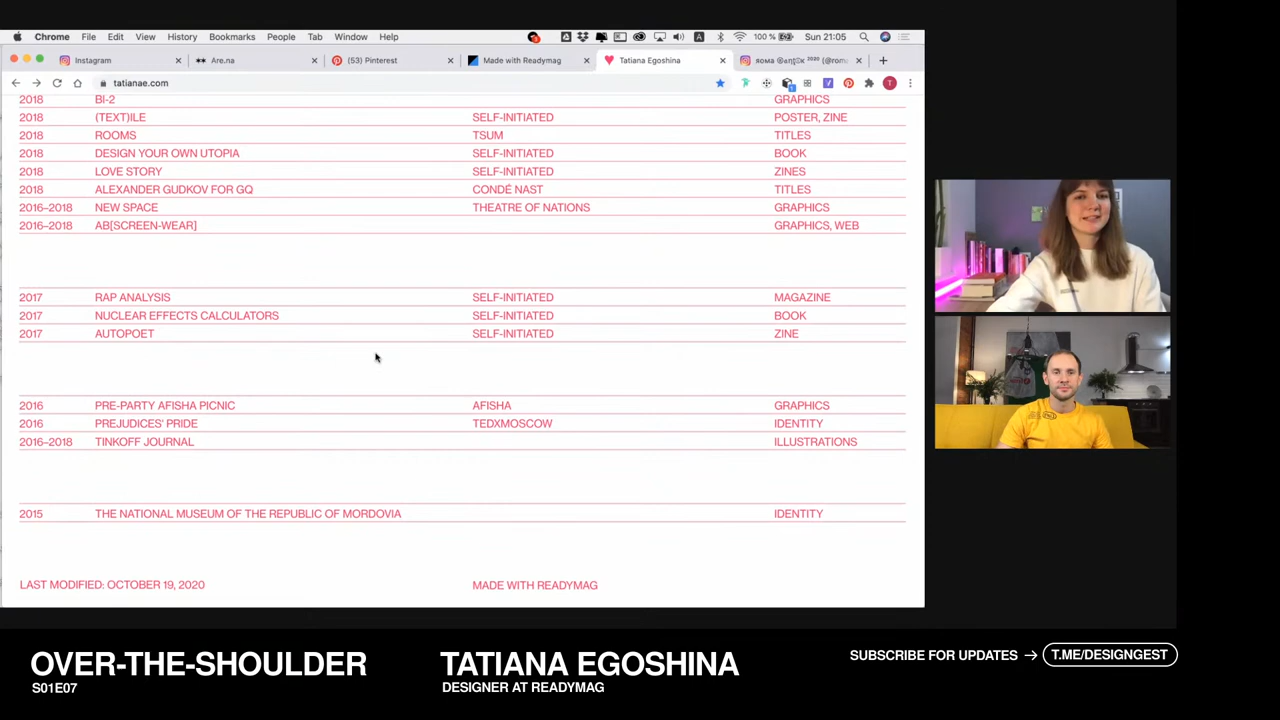 Chrome File Edit View History Bookmarks People Tab Window Help 100 % Sun 21:05
Instagram Are.na (53) Pinterest Made with Readymag Tatiana Egoshina
tatianae.com
2018 BI-2 GRAPHICS
2018 (TEXT)ILE SELF-INITIATED POSTER, ZINE
2018 ROOMS TSUM TITLES
2018 DESIGN YOUR OWN UTOPIA SELF-INITIATED BOOK
2018 LOVE STORY SELF-INITIATED ZINES
2018 ALEXANDER GUDKOV FOR GQ CONDÉ NAST TITLES
2016–2018 NEW SPACE THEATRE OF NATIONS GRAPHICS
2016–2018 AB[SCREEN-WEAR] GRAPHICS, WEB
2017 RAP ANALYSIS SELF-INITIATED MAGAZINE
2017 NUCLEAR EFFECTS CALCULATORS SELF-INITIATED BOOK
2017 AUTOPOET SELF-INITIATED ZINE
2016 PRE-PARTY AFISHA PICNIC AFISHA GRAPHICS
2016 PREJUDICES' PRIDE TEDXMOSCOW IDENTITY
2016–2018 TINKOFF JOURNAL ILLUSTRATIONS
2015 THE NATIONAL MUSEUM OF THE REPUBLIC OF MORDOVIA IDENTITY
LAST MODIFIED: OCTOBER 19, 2020 MADE WITH READYMAG
OVER-THE-SHOULDER
S01E07
TATIANA EGOSHINA
DESIGNER AT READYMAG
SUBSCRIBE FOR UPDATES → T.ME/DESIGNGEST